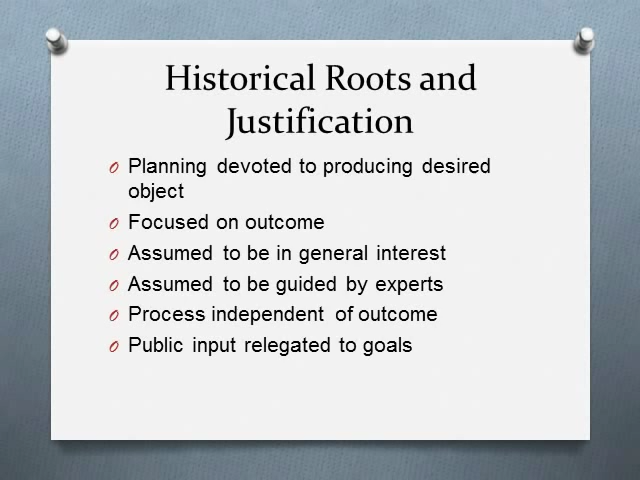 Historical Roots and
Justification
O Planning devoted to producing desired
object
O Focused on outcome
O Assumed to be in general interest
O Assumed to be guided by experts
O Process independent of outcome
O Public input relegated to goals